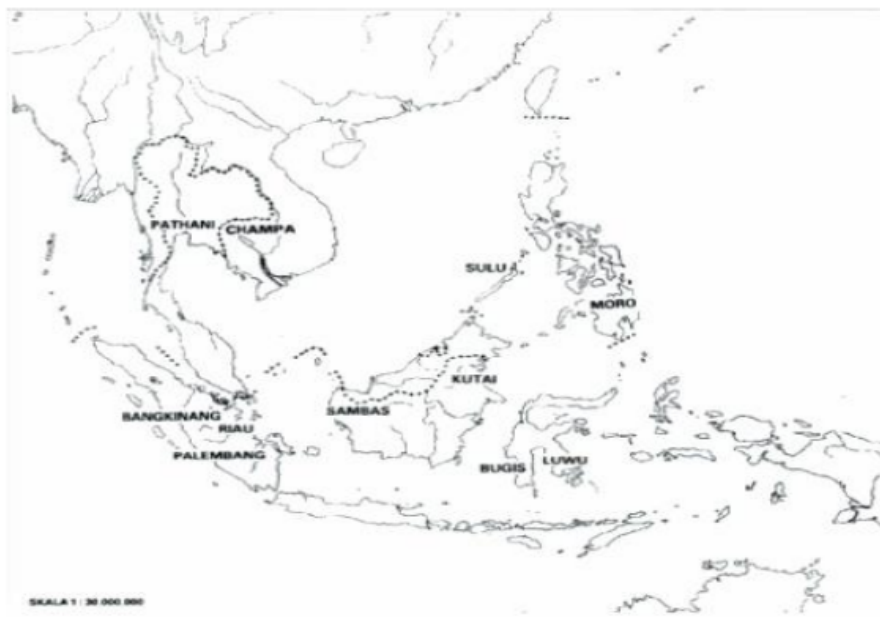 PATHANI
CHAMPA
SULU
MORO
KUTAI
SAMBAS
BANGKINANG
RIAU
PALEMBANG
BUGIS
LUWU
SKALA 1 : 30.000.000